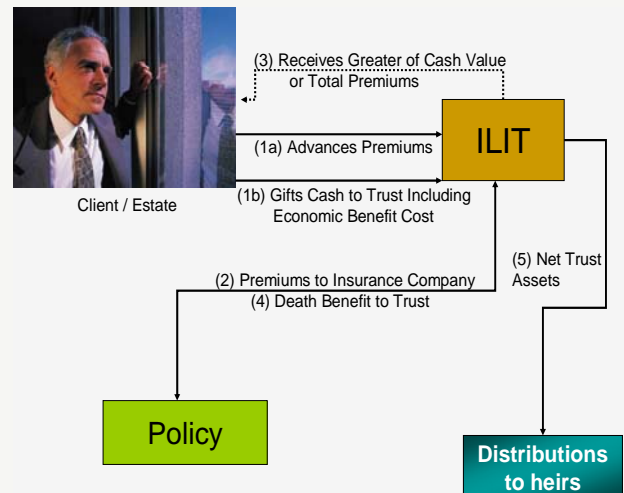 (3) Receives Greater of Cash Value
or Total Premiums
(1a) Advances Premiums
ILIT
Client / Estate
(1b) Gifts Cash to Trust Including
Economic Benefit Cost
(2) Premiums to Insurance Company
(4) Death Benefit to Trust
(5) Net Trust
Assets
Policy
Distributions
to heirs